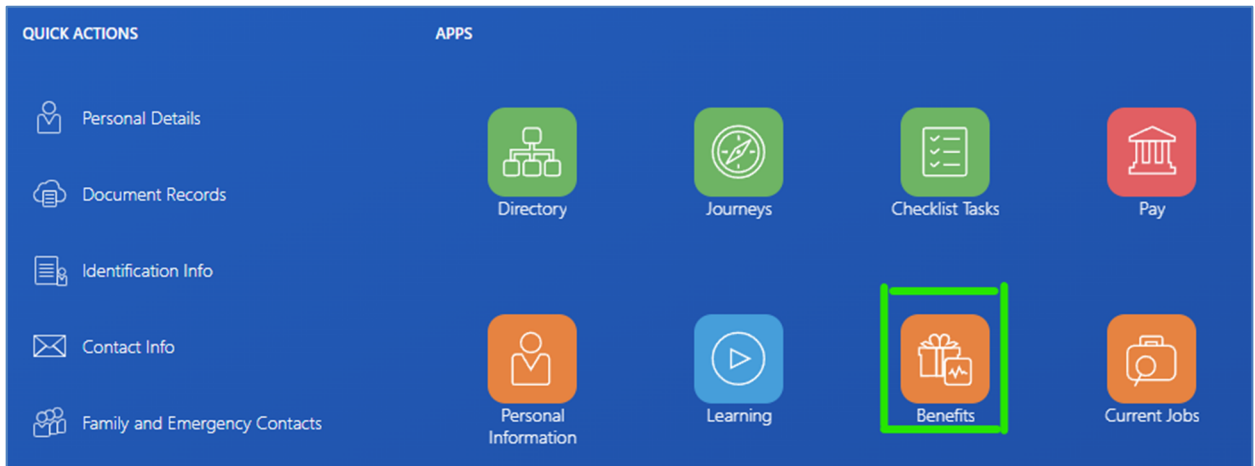 QUICK ACTIONS
APPS
Personal Details
Document Records
Identification Info
Contact Info
Family and Emergency Contacts
Directory
Journeys
Checklist Tasks
Pay
Personal
Information
Learning
Benefits
Current Jobs